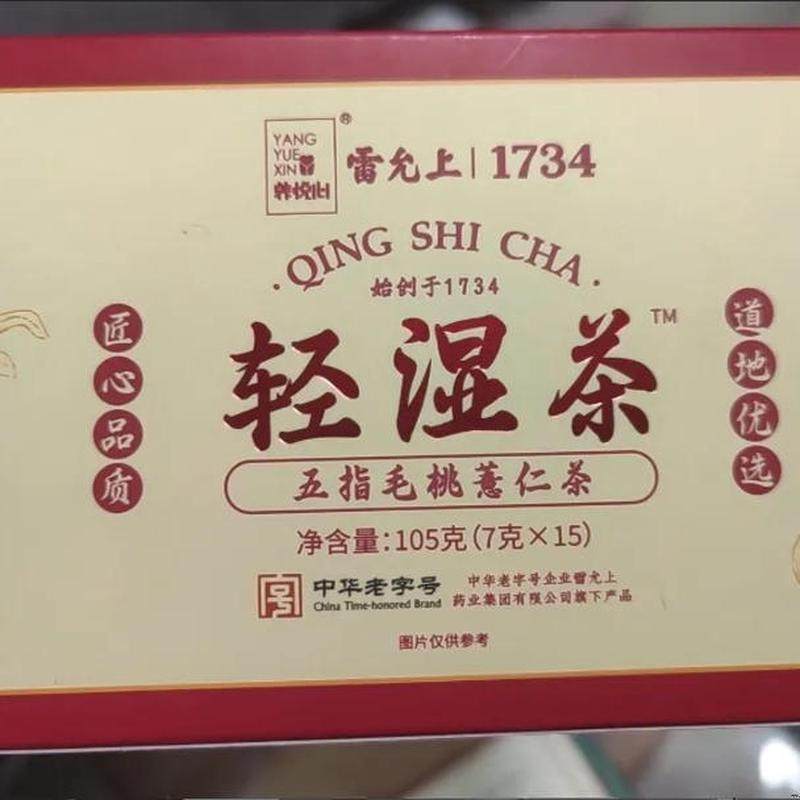 YANG
YUE
XIN
养悦心
®
雷允上|1734
·QING SHI CHA·
始创于1734
轻湿茶™
五指毛桃薏仁茶
净含量:105克(7克×15)
中华老字号
China Time-honored Brand
中华老字号企业雷允上
药业集团有限公司旗下产品
图片仅供参考
匠心品质
道地优选